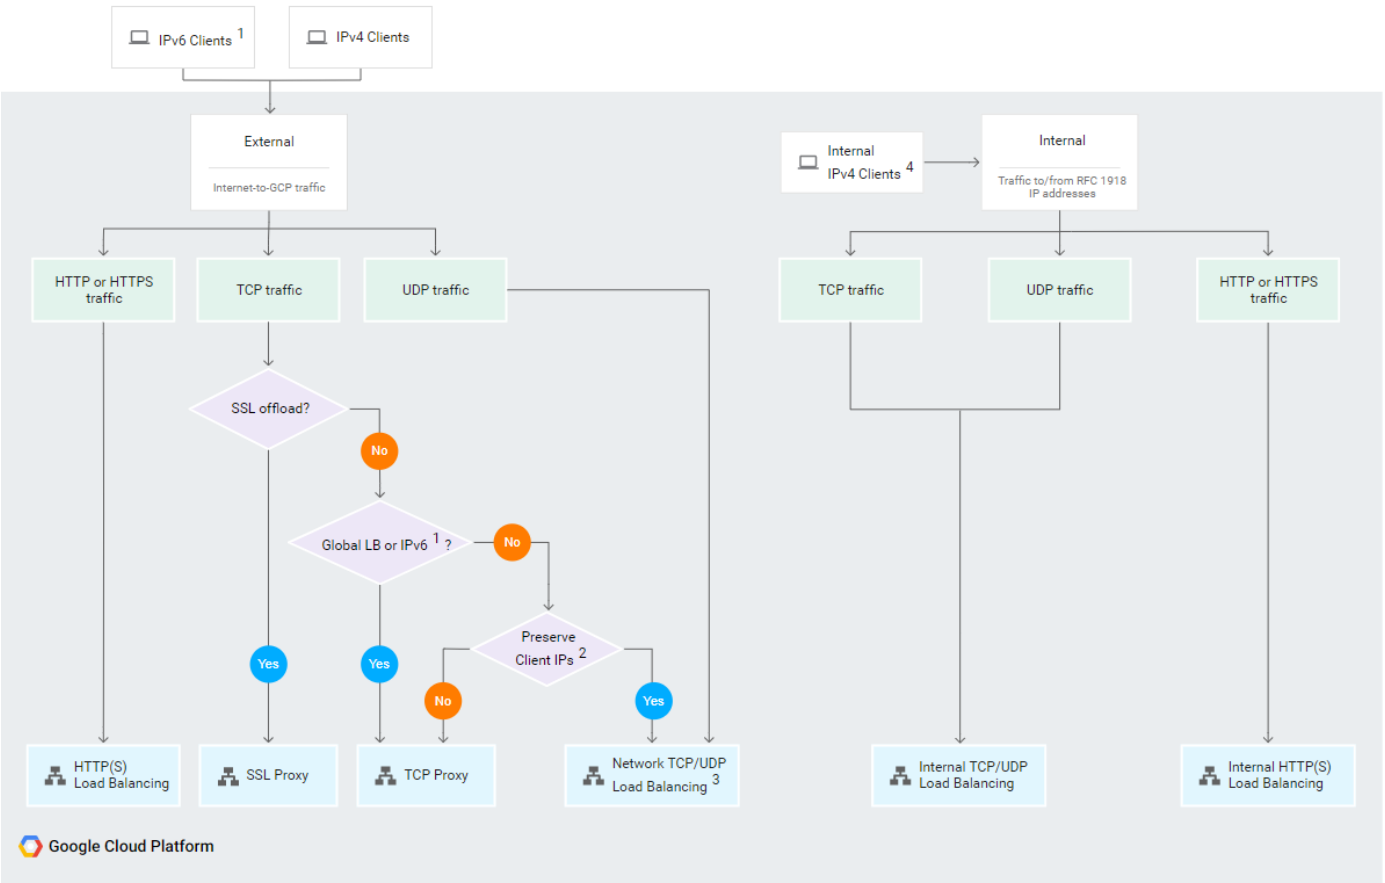 IPv6 Clients 1
IPv4 Clients
External
Internet-to-GCP traffic
Internal
IPv4 Clients 4
Internal
Traffic to/from RFC 1918
IP addresses
HTTP or HTTPS
traffic
TCP traffic
UDP traffic
TCP traffic
UDP traffic
HTTP or HTTPS
traffic
SSL offload?
No
Global LB or IPv6 1 ?
No
Preserve
Client IPs 2
Yes
Yes
No
Yes
HTTP(S)
Load Balancing
SSL Proxy
TCP Proxy
Network TCP/UDP
Load Balancing 3
Internal TCP/UDP
Load Balancing
Internal HTTP(S)
Load Balancing
Google Cloud Platform